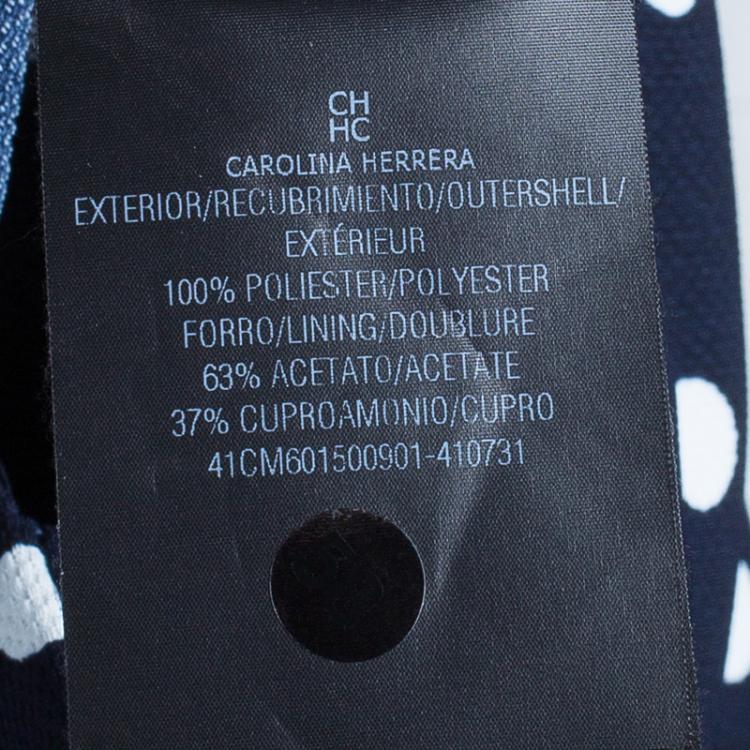 CH
HC
CAROLINA HERRERA
EXTERIOR/RECUBRIMIENTO/OUTERSHELL/
EXTÉRIEUR
100% POLIESTER/POLYESTER
FORRO/LINING/DOUBLURE
63% ACETATO/ACETATE
37% CUPROAMONIO/CUPRO
41CM601500901-410731